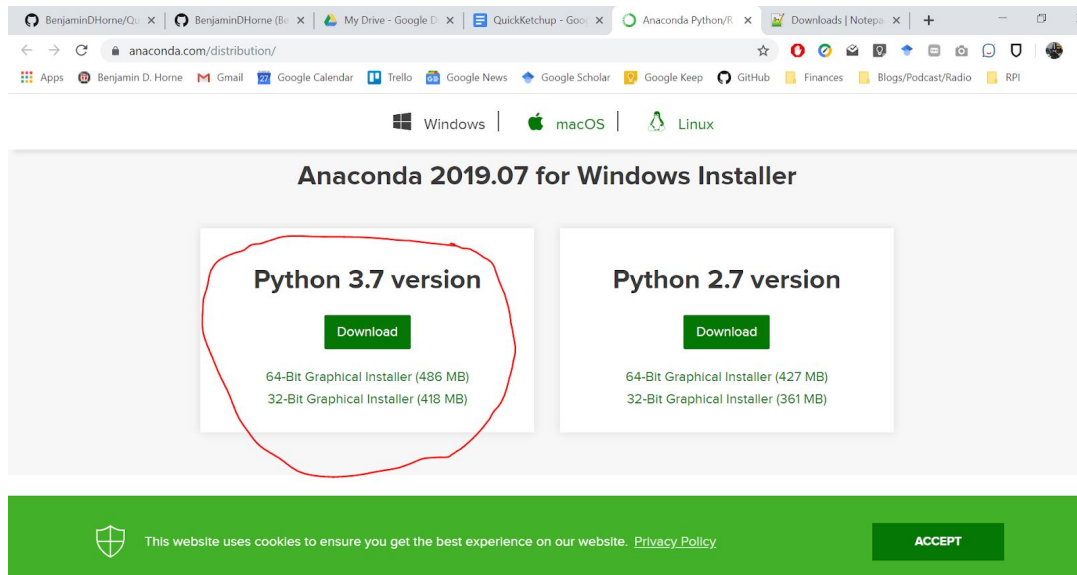 BenjaminDHorne/Qu
BenjaminDHorne (Be
My Drive - Google D
QuickKetchup - Goo
Anaconda Python/R
Downloads | Notepa
anaconda.com/distribution/
Apps
Benjamin D. Horne
Gmail
27
Google Calendar
Trello
Google News
Google Scholar
Google Keep
GitHub
Finances
Blogs/Podcast/Radio
RPI
Windows
macOS
Linux
Anaconda 2019.07 for Windows Installer
Python 3.7 version
Download
64-Bit Graphical Installer (486 MB)
32-Bit Graphical Installer (418 MB)
Python 2.7 version
Download
64-Bit Graphical Installer (427 MB)
32-Bit Graphical Installer (361 MB)
This website uses cookies to ensure you get the best experience on our website. Privacy Policy
ACCEPT